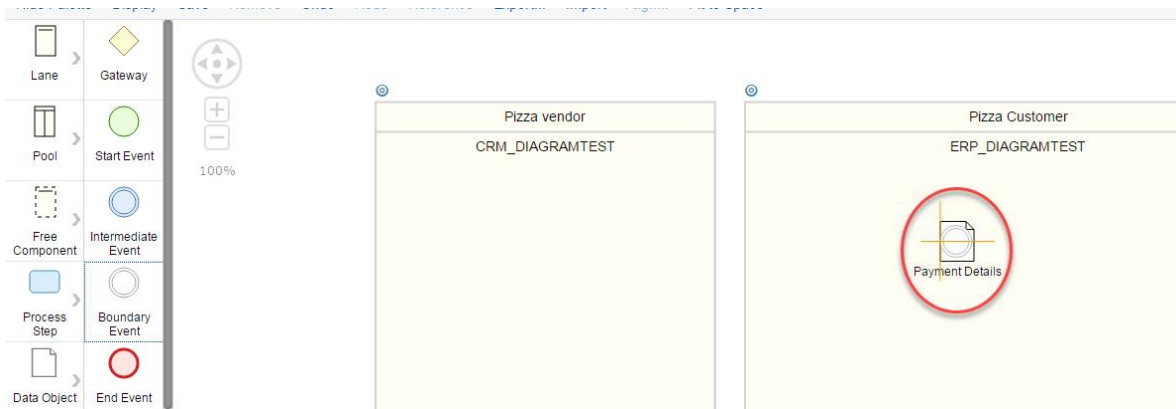 Lane
Gateway
Pool
Start Event
Free
Component
Intermediate
Event
Process
Step
Boundary
Event
Data Object
End Event
100%
Pizza vendor
CRM_DIAGRAMTEST
Pizza Customer
ERP_DIAGRAMTEST
Payment Details